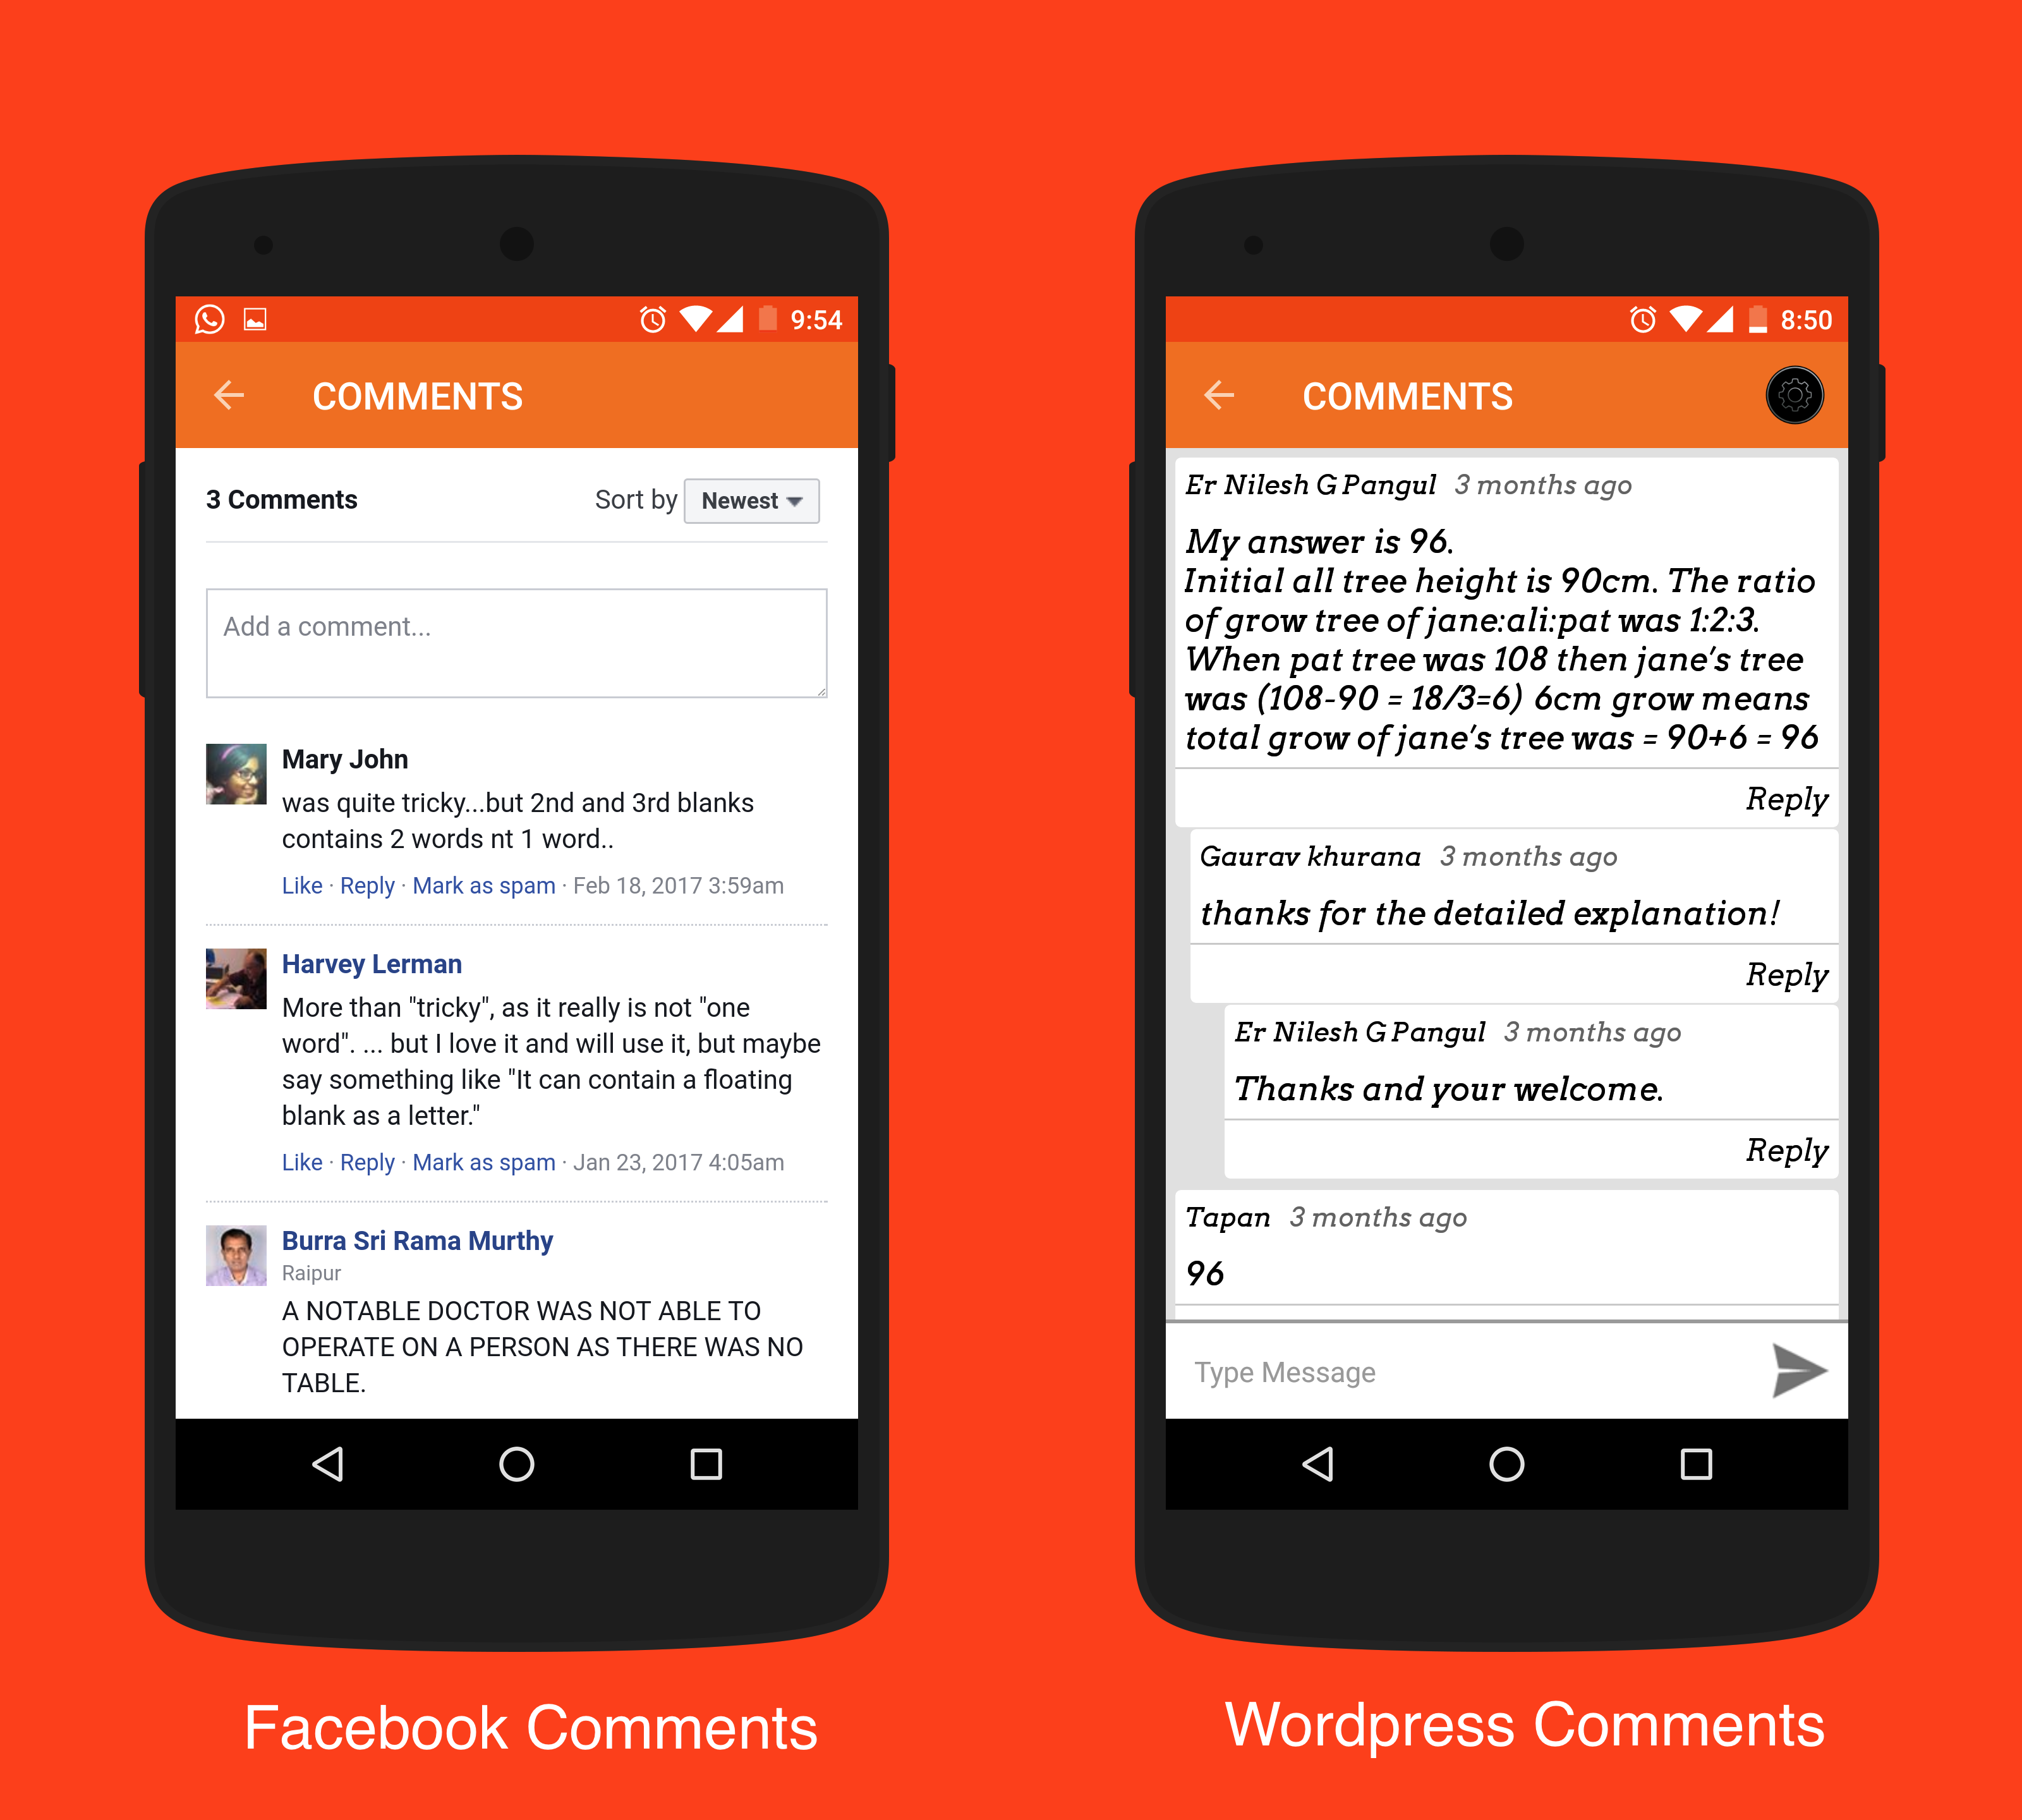 9:54
COMMENTS
3 Comments
Sort by Newest
Add a comment...
Mary John
was quite tricky...but 2nd and 3rd blanks
contains 2 words nt 1 word..
Like · Reply · Mark as spam · Feb 18, 2017 3:59am
Harvey Lerman
More than "tricky", as it really is not "one
word". ... but I love it and will use it, but maybe
say something like "It can contain a floating
blank as a letter."
Like · Reply · Mark as spam · Jan 23, 2017 4:05am
Burra Sri Rama Murthy
Raipur
A NOTABLE DOCTOR WAS NOT ABLE TO
OPERATE ON A PERSON AS THERE WAS NO
TABLE.
Facebook Comments
8:50
COMMENTS
Er Nilesh G Pangul 3 months ago
My answer is 96.
Initial all tree height is 90cm. The ratio
of grow tree of jane:ali:pat was 1:2:3.
When pat tree was 108 then jane's tree
was (108-90 = 18/3=6) 6cm grow means
total grow of jane's tree was = 90+6 = 96
Reply
Gaurav khurana 3 months ago
thanks for the detailed explanation!
Reply
Er Nilesh G Pangul 3 months ago
Thanks and your welcome.
Reply
Tapan 3 months ago
96
Type Message
Wordpress Comments